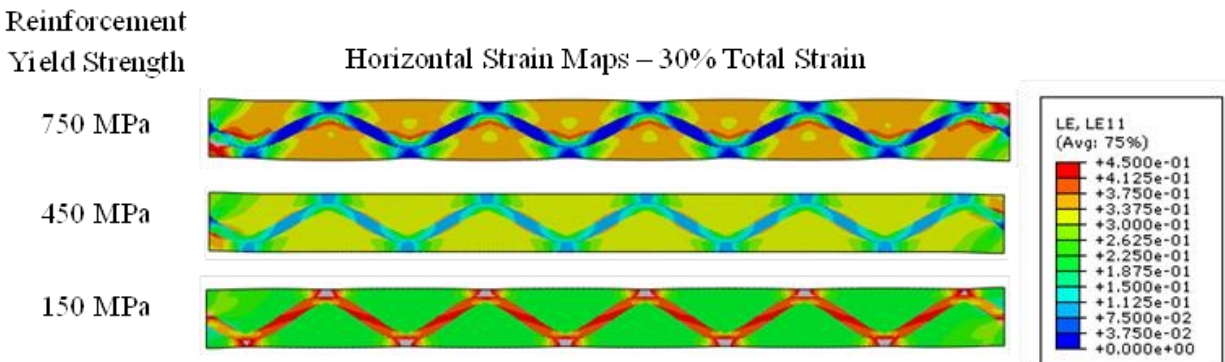 Reinforcement
Yield Strength
Horizontal Strain Maps – 30% Total Strain
750 MPa
450 MPa
150 MPa
LE, LE11
(Avg: 75%)
+4.500e-01
+4.125e-01
+3.750e-01
+3.375e-01
+3.000e-01
+2.625e-01
+2.250e-01
+1.875e-01
+1.500e-01
+1.125e-01
+7.500e-02
+3.750e-02
+0.000e+00